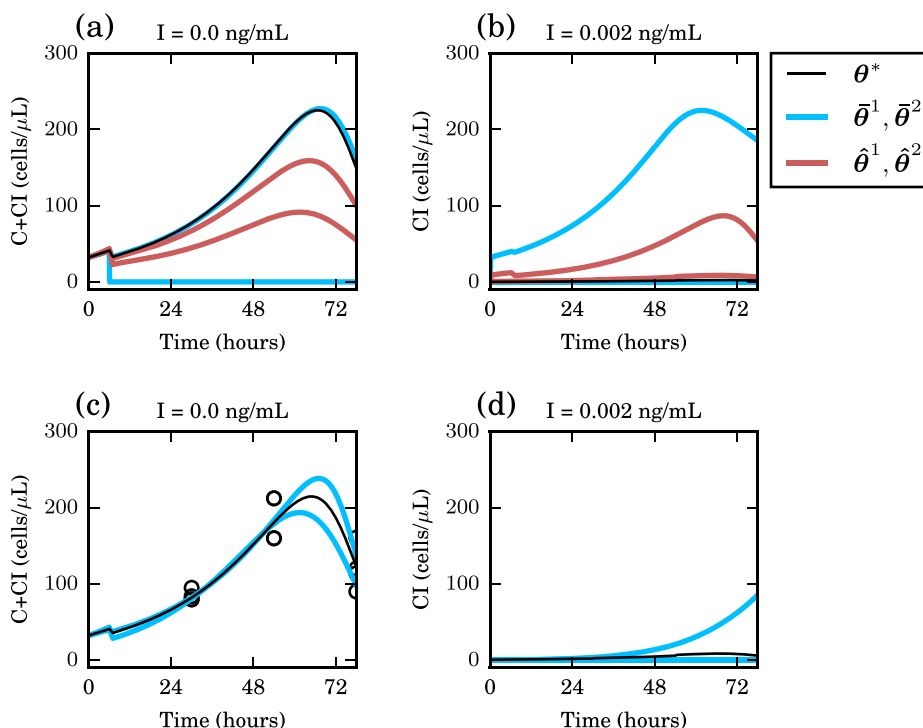 (a) I = 0.0 ng/mL
300
200
100
0
C+CI (cells/μL)
0 24 48 72
Time (hours)
(b) I = 0.002 ng/mL
300
200
100
0
CI (cells/μL)
0 24 48 72
Time (hours)
θ*
θ̄¹, θ̄²
θ̂¹, θ̂²
(c) I = 0.0 ng/mL
300
200
100
0
C+CI (cells/μL)
0 24 48 72
Time (hours)
(d) I = 0.002 ng/mL
300
200
100
0
CI (cells/μL)
0 24 48 72
Time (hours)